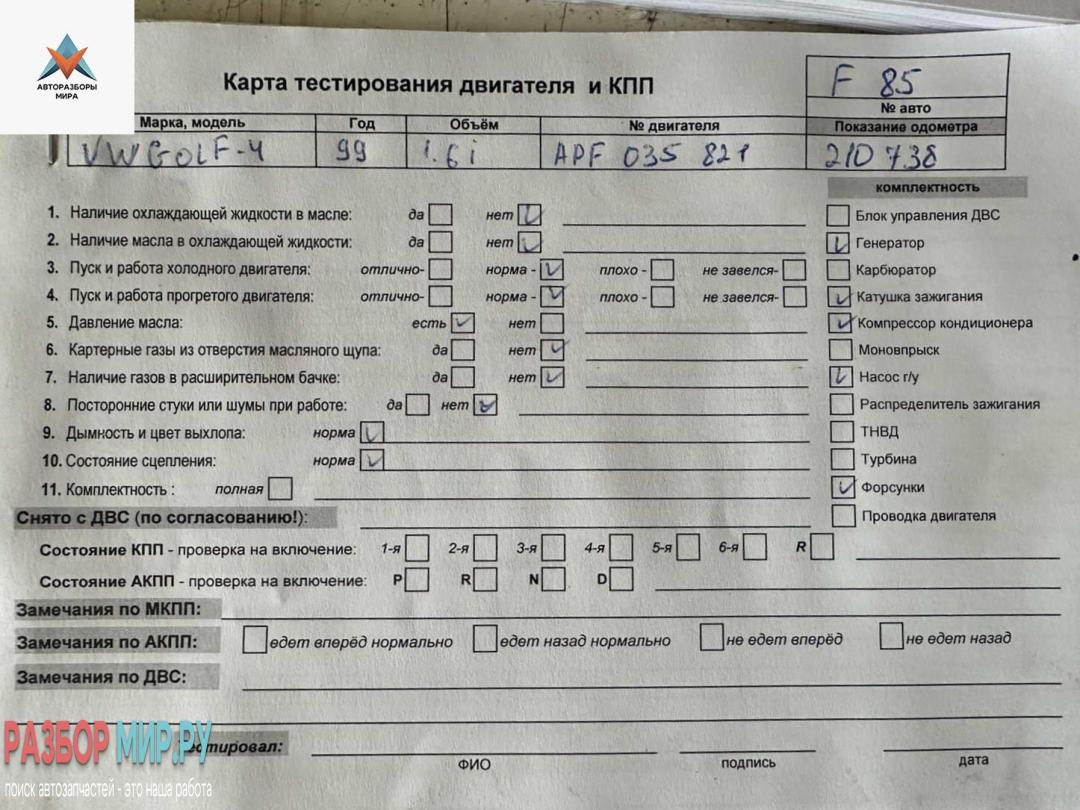 АВТОРАЗБОРЫ
МИРА
Карта тестирования двигателя и КПП
F 85
№ авто
Марка, модель Год Объём № двигателя Показание одометра
VW GOLF-4 99 1.6 i APF 035 821 210 738
комплектность
1. Наличие охлаждающей жидкости в масле: да нет
Блок управления ДВС
2. Наличие масла в охлаждающей жидкости: да нет
Генератор
3. Пуск и работа холодного двигателя: отлично- норма - плохо - не завелся-
Карбюратор
4. Пуск и работа прогретого двигателя: отлично- норма - плохо - не завелся-
Катушка зажигания
5. Давление масла: есть нет
Компрессор кондиционера
6. Картерные газы из отверстия масляного щупа: да нет
Моновпрыск
7. Наличие газов в расширительном бачке: да нет
Насос г/у
8. Посторонние стуки или шумы при работе: да нет
Распределитель зажигания
9. Дымность и цвет выхлопа: норма
ТНВД
10. Состояние сцепления: норма
Турбина
11. Комплектность : полная
Форсунки
Снято с ДВС (по согласованию!):
Проводка двигателя
Состояние КПП - проверка на включение: 1-я 2-я 3-я 4-я 5-я 6-я R
Состояние АКПП - проверка на включение: P R N D
Замечания по МКПП:
Замечания по АКПП: едет вперёд нормально едет назад нормально не едет вперёд не едет назад
Замечания по ДВС:
РАЗБОР МИР.РУ
поиск автозапчастей - это наша работа
Тестировал:
ФИО подпись дата